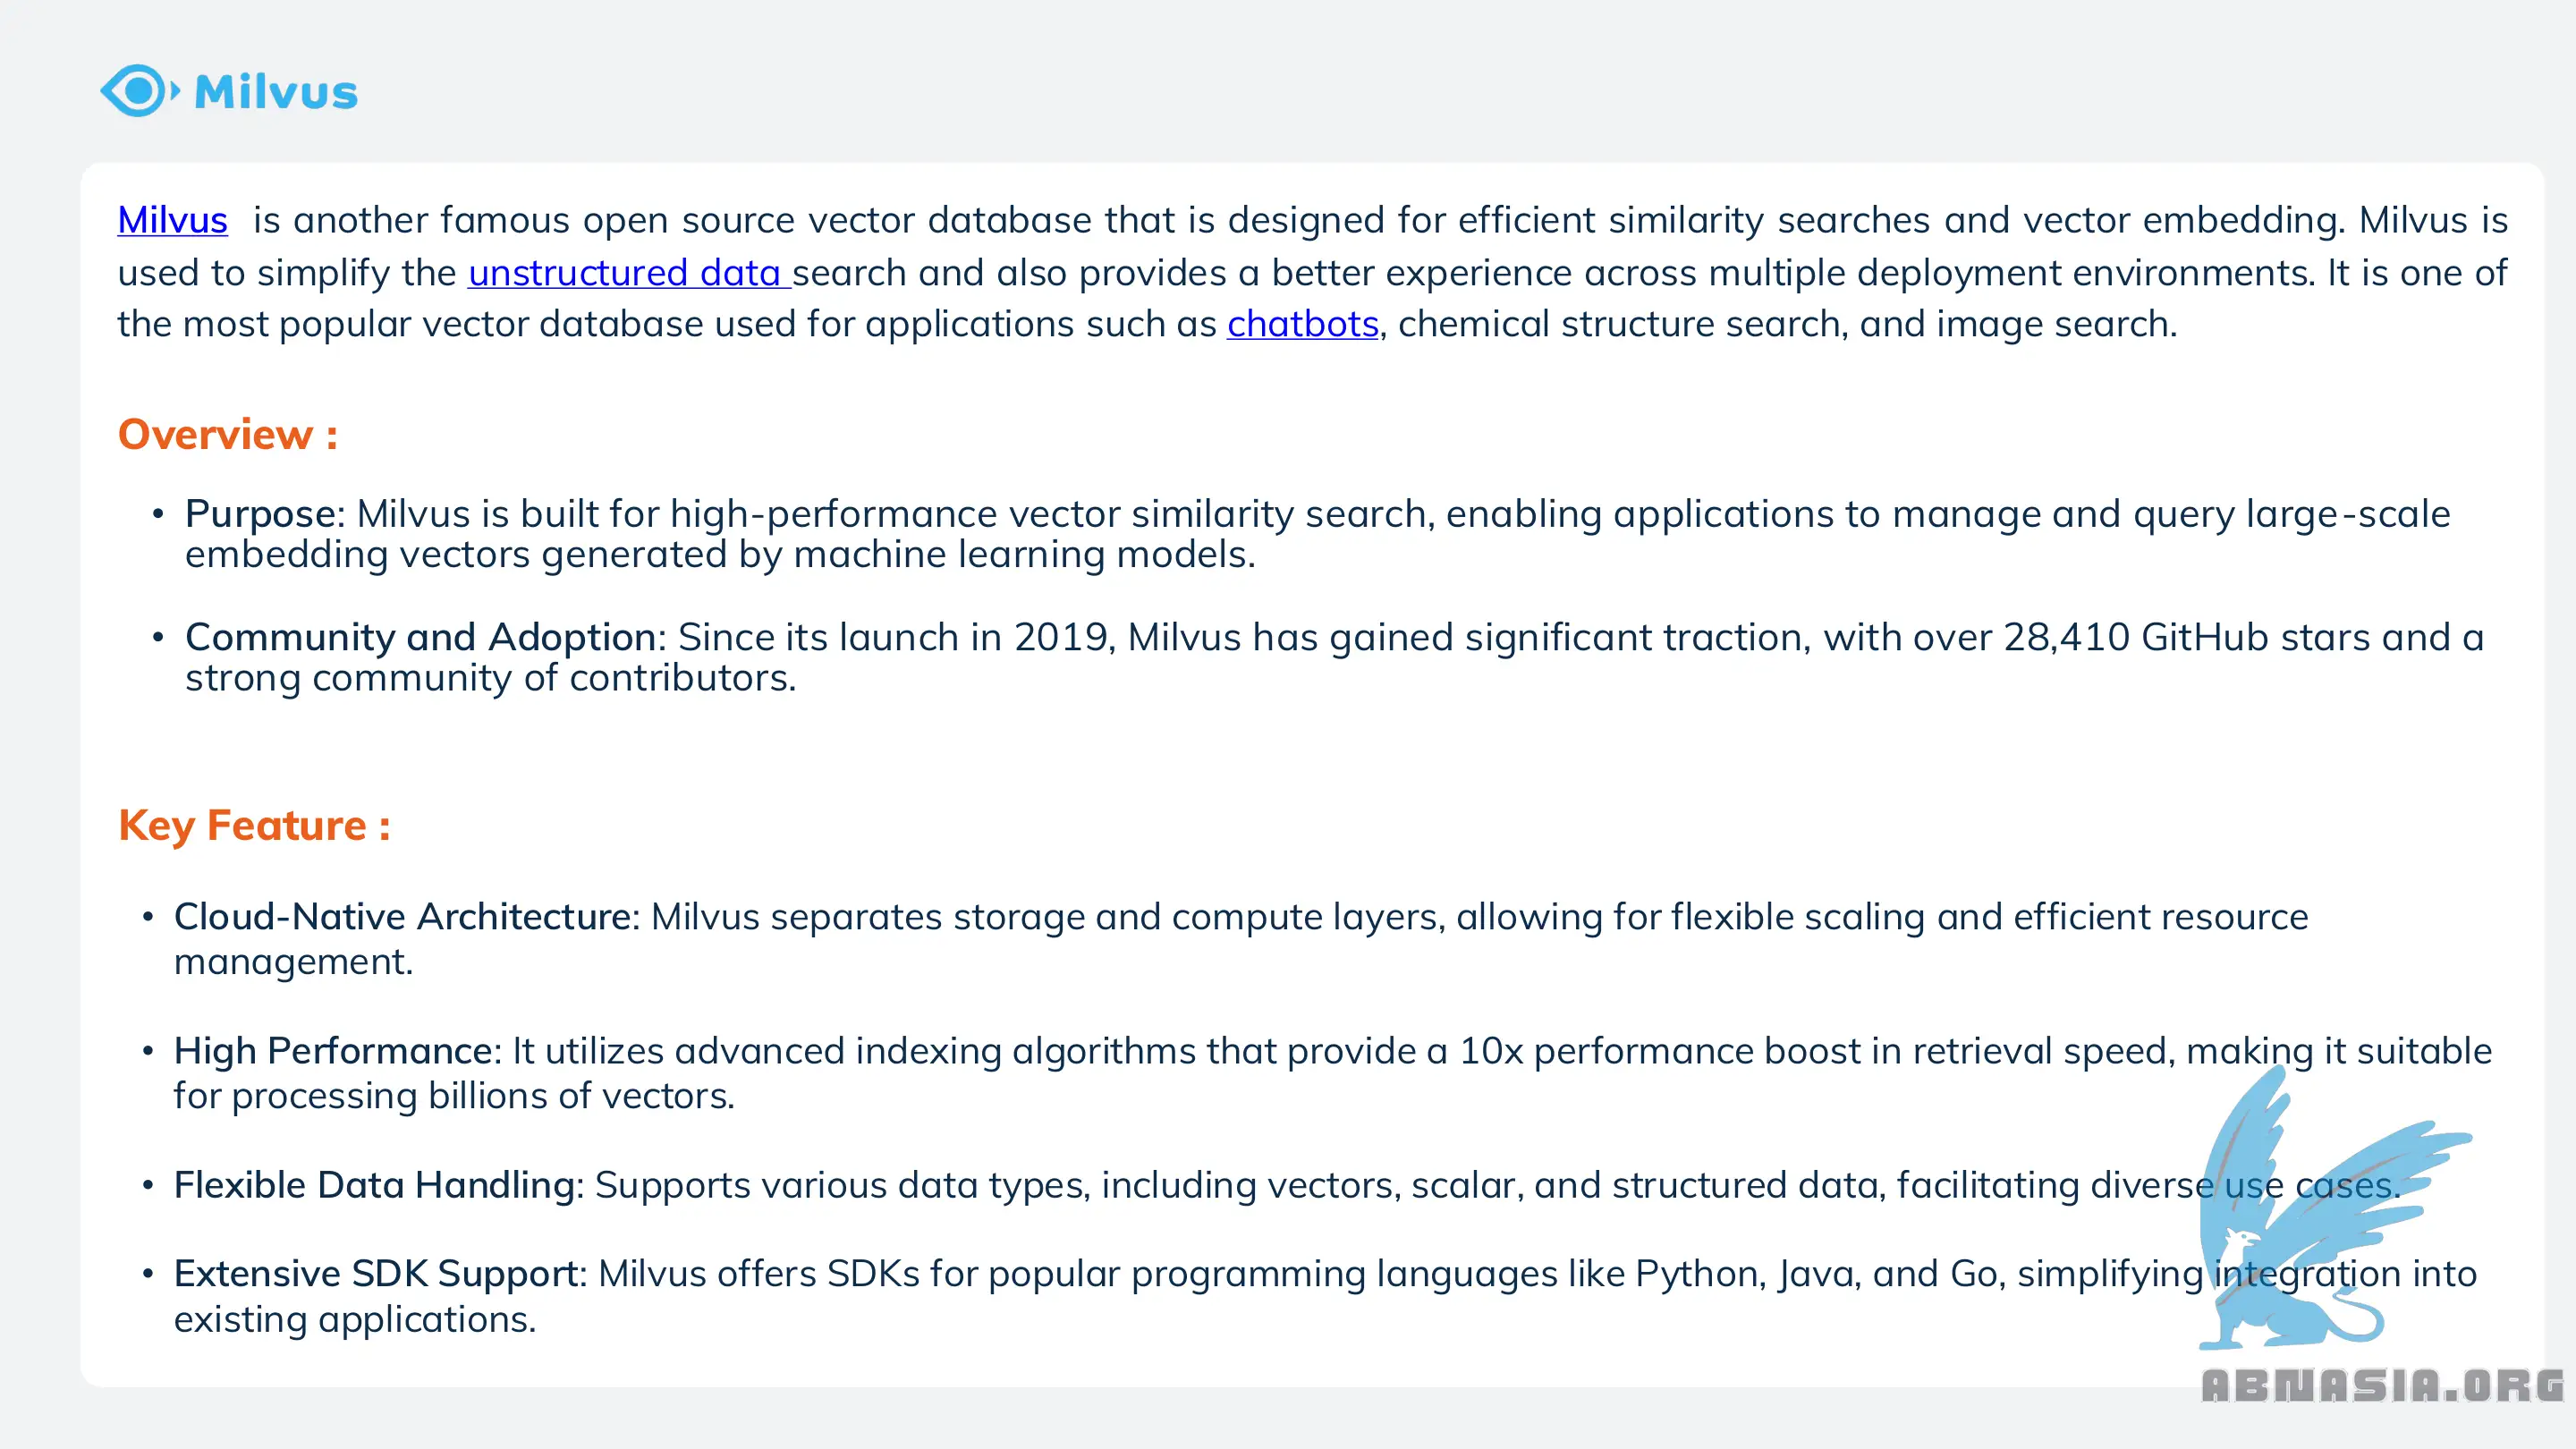 Milvus
Milvus is another famous open source vector database that is designed for efficient similarity searches and vector embedding. Milvus is
used to simplify the unstructured data search and also provides a better experience across multiple deployment environments. It is one of
the most popular vector database used for applications such as chatbots, chemical structure search, and image search.
Overview :
• Purpose: Milvus is built for high-performance vector similarity search, enabling applications to manage and query large-scale
embedding vectors generated by machine learning models.
• Community and Adoption: Since its launch in 2019, Milvus has gained significant traction, with over 28,410 GitHub stars and a
strong community of contributors.
Key Feature :
• Cloud-Native Architecture: Milvus separates storage and compute layers, allowing for flexible scaling and efficient resource
management.
• High Performance: It utilizes advanced indexing algorithms that provide a 10x performance boost in retrieval speed, making it suitable
for processing billions of vectors.
• Flexible Data Handling: Supports various data types, including vectors, scalar, and structured data, facilitating diverse use cases.
• Extensive SDK Support: Milvus offers SDKs for popular programming languages like Python, Java, and Go, simplifying integration into
existing applications.
ABNASIA.ORG